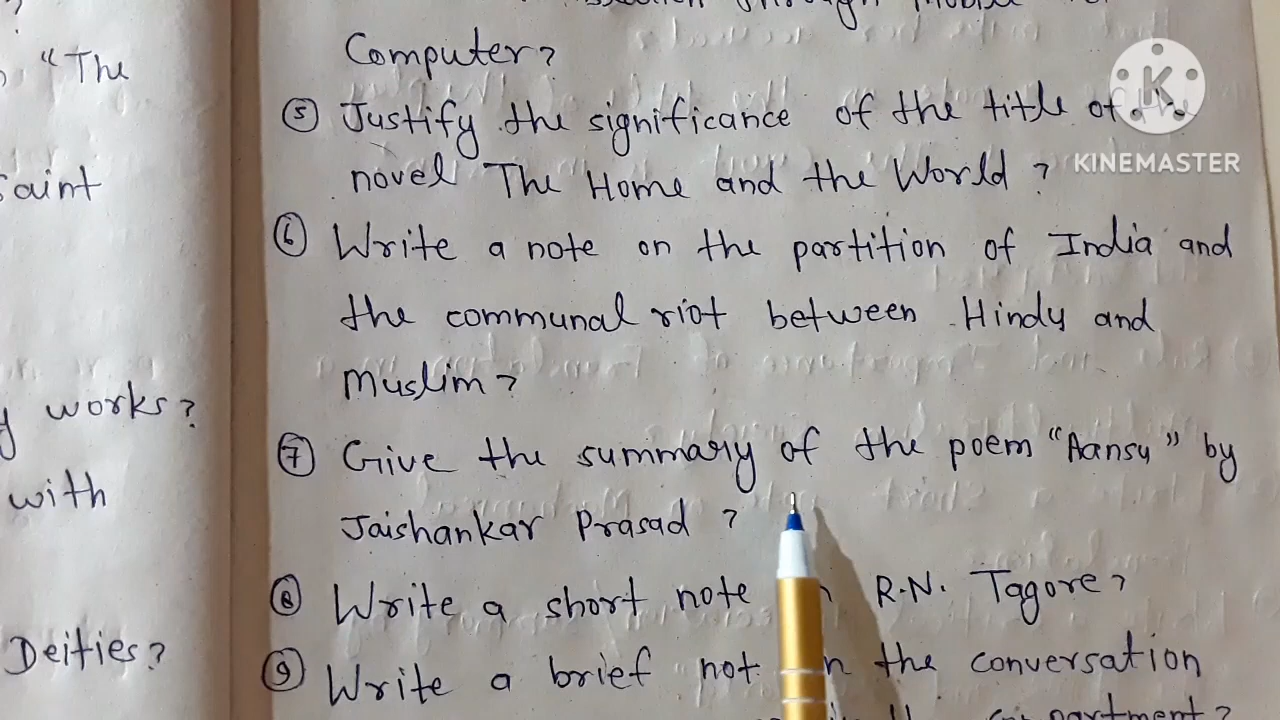 ?
"The
saint
works?
with
Deities?
through Mobile
Computer?
⑤ Justify the significance of the title of the
novel The Home and the World?
⑥ Write a note on the partition of India and
the communal riot between Hindu and
Muslim?
⑦ Give the summary of the poem "Aansu" by
Jaishankar Prasad?
⑧ Write a short note R.N. Tagore?
⑨ Write a brief the conversation
KINEMASTER